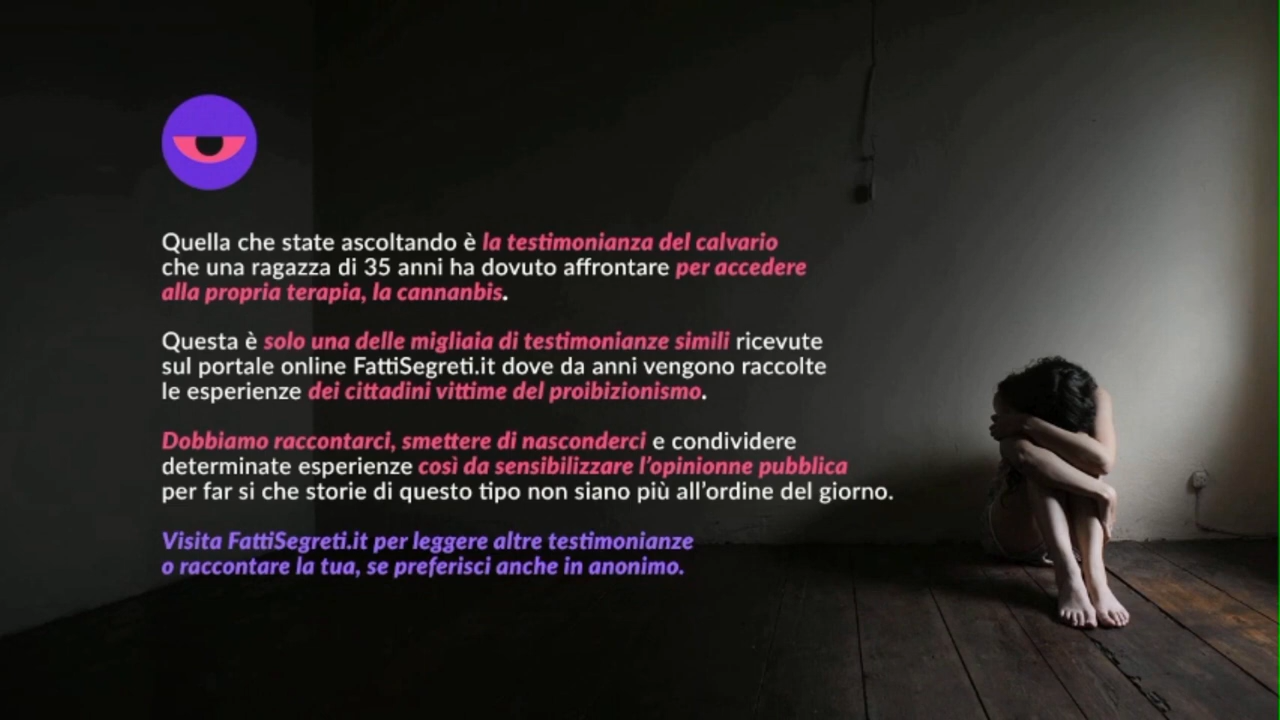 Quella che state ascoltando è la testimonianza del calvario
che una ragazza di 35 anni ha dovuto affrontare per accedere
alla propria terapia, la cannanbis.
Questa è solo una delle migliaia di testimonianze simili ricevute
sul portale online FattiSegreti.it dove da anni vengono raccolte
le esperienze dei cittadini vittime del proibizionismo.
Dobbiamo raccontarci, smettere di nasconderci e condividere
determinate esperienze così da sensibilizzare l’opinionne pubblica
per far si che storie di questo tipo non siano più all’ordine del giorno.
Visita FattiSegreti.it per leggere altre testimonianze
o raccontare la tua, se preferisci anche in anonimo.